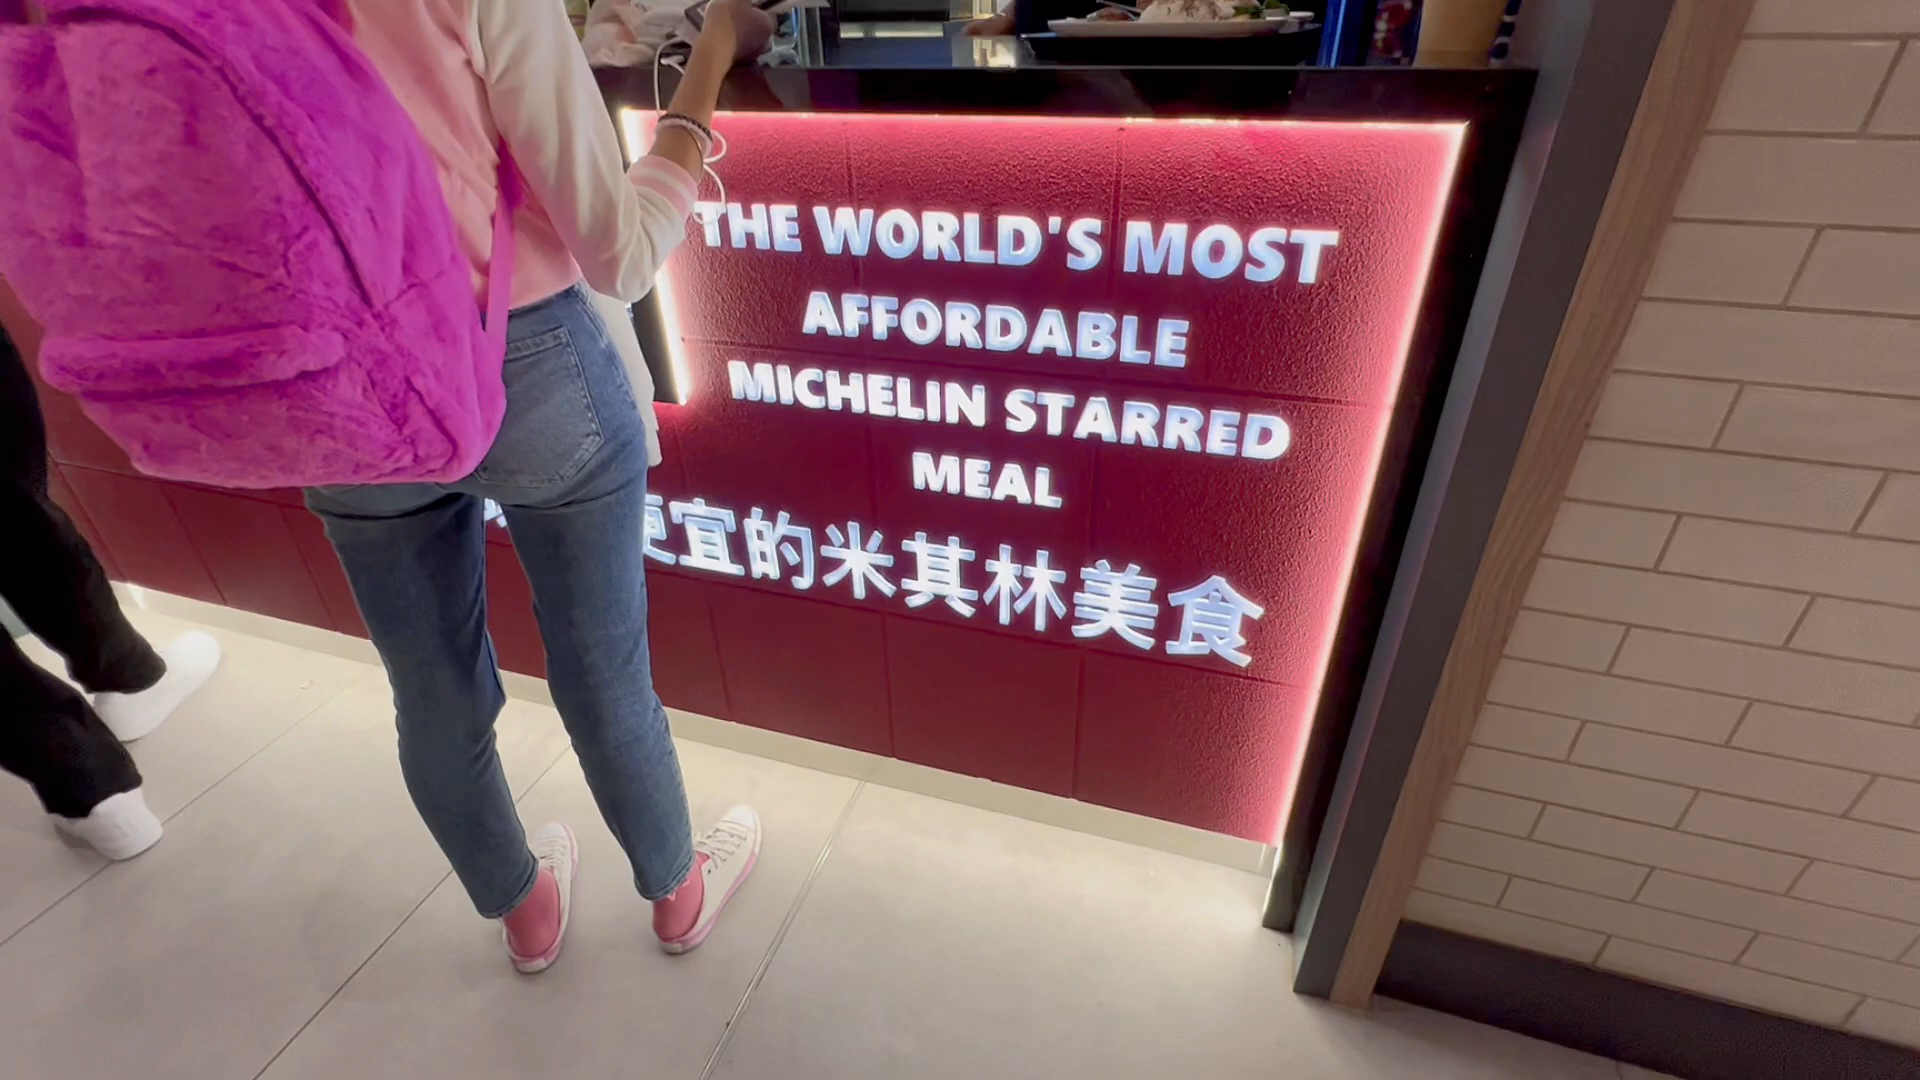 THE WORLD'S MOST
AFFORDABLE
MICHELIN STARRED
MEAL
便宜的米其林美食